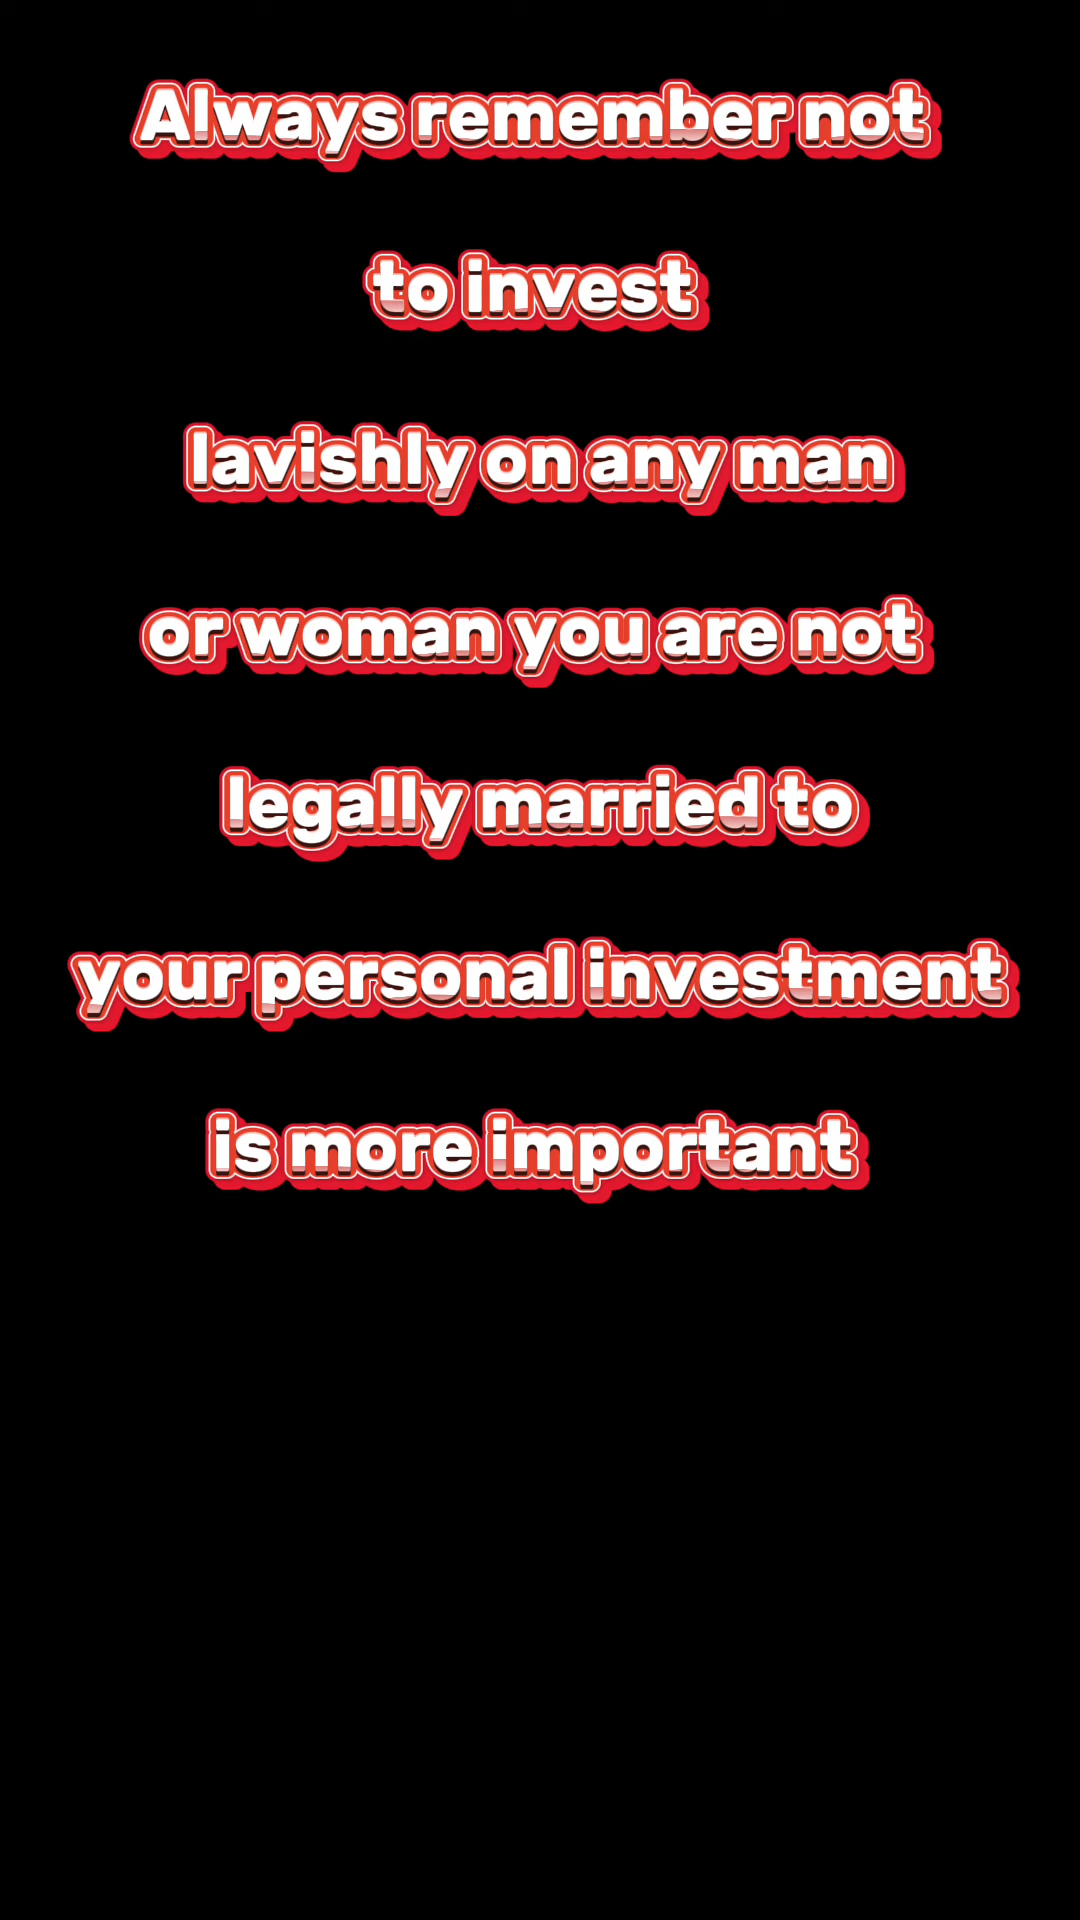 Always remember not
to invest
lavishly on any man
or woman you are not
legally married to
your personal investment
is more important